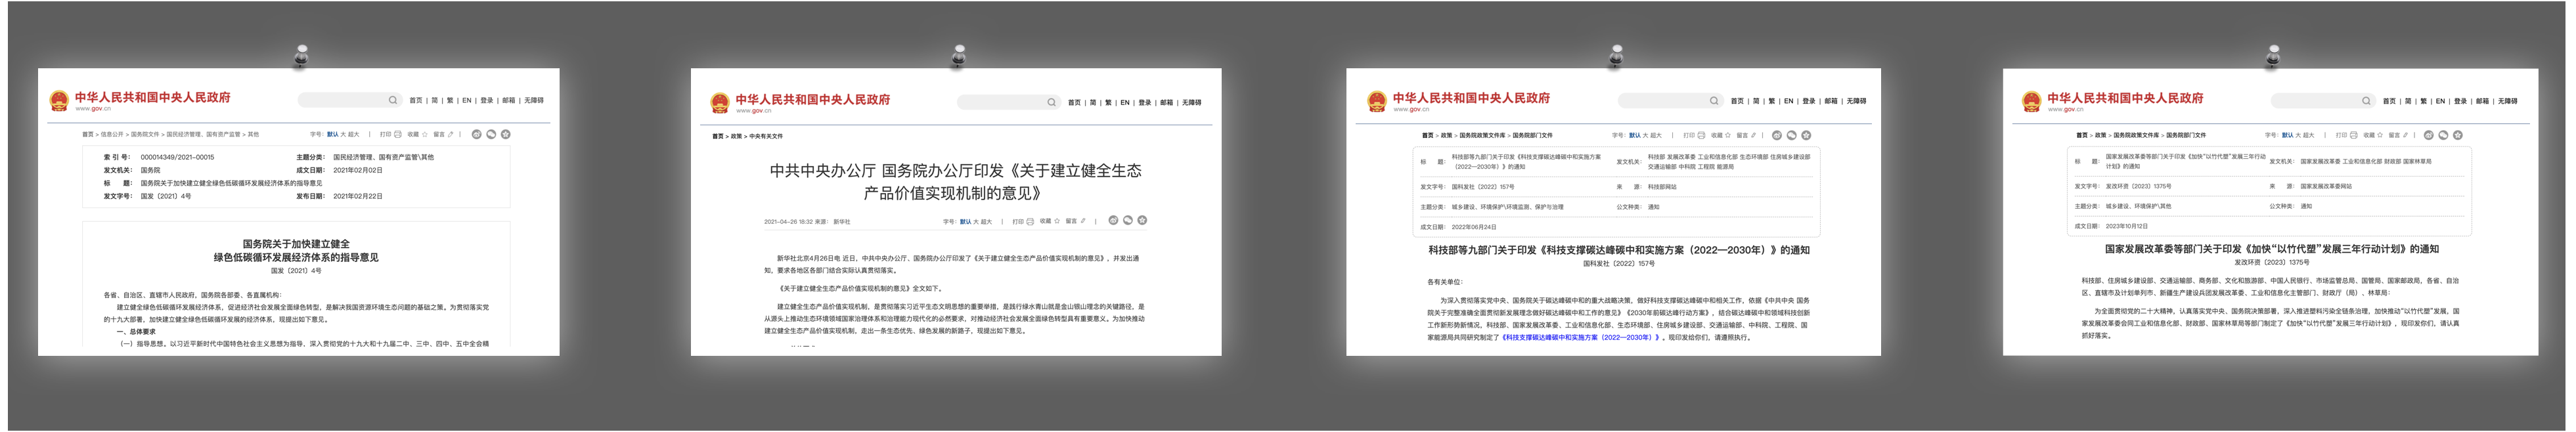 中华人民共和国中央人民政府
www.gov.cn
首页 | 简 | 繁 | EN | 登录 | 邮箱 | 无障碍
首页 > 信息公开 > 国务院文件 > 国民经济管理、国有资产监管 > 其他
字号：默认 大 超大 | 打印 收藏 留言 |
索 引 号： 000014349/2021-00015 主题分类： 国民经济管理、国有资产监管\其他
发文机关： 国务院 成文日期： 2021年02月02日
标 题： 国务院关于加快建立健全绿色低碳循环发展经济体系的指导意见
发文字号： 国发〔2021〕4号 发布日期： 2021年02月22日
国务院关于加快建立健全
绿色低碳循环发展经济体系的指导意见
国发〔2021〕4号
各省、自治区、直辖市人民政府，国务院各部委、各直属机构：
建立健全绿色低碳循环发展经济体系，促进经济社会发展全面绿色转型，是解决我国资源环境生态问题的基础之策。为贯彻落实党
的十九大部署，加快建立健全绿色低碳循环发展的经济体系，现提出如下意见。
一、总体要求
（一）指导思想。以习近平新时代中国特色社会主义思想为指导，深入贯彻党的十九大和十九届二中、三中、四中、五中全会精
中华人民共和国中央人民政府
www.gov.cn
首页 | 简 | 繁 | EN | 登录 | 邮箱 | 无障碍
首页 > 政策 > 中央有关文件
中共中央办公厅 国务院办公厅印发《关于建立健全生态
产品价值实现机制的意见》
2021-04-26 18:32 来源： 新华社
字号：默认 大 超大 | 打印 收藏 留言 |
新华社北京4月26日电 近日，中共中央办公厅、国务院办公厅印发了《关于建立健全生态产品价值实现机制的意见》，并发出通
知，要求各地区各部门结合实际认真贯彻落实。
《关于建立健全生态产品价值实现机制的意见》全文如下。
建立健全生态产品价值实现机制，是贯彻落实习近平生态文明思想的重要举措，是践行绿水青山就是金山银山理念的关键路径，是
从源头上推动生态环境领域国家治理体系和治理能力现代化的必然要求，对推动经济社会发展全面绿色转型具有重要意义。为加快推动
建立健全生态产品价值实现机制，走出一条生态优先、绿色发展的新路子，现提出如下意见。
中华人民共和国中央人民政府
www.gov.cn
首页 | 简 | 繁 | EN | 登录 | 邮箱 | 无障碍
首页 > 政策 > 国务院政策文件库 > 国务院部门文件
字号：默认 大 超大 | 打印 收藏 留言 |
标 题： 科技部等九部门关于印发《科技支撑碳达峰碳中和实施方案
（2022—2030年）》的通知
发文机关： 科技部 发展改革委 工业和信息化部 生态环境部 住房城乡建设部
交通运输部 中科院 工程院 能源局
发文字号： 国科发社〔2022〕157号 来 源： 科技部网站
主题分类： 城乡建设、环境保护\环境监测、保护与治理 公文种类： 通知
成文日期： 2022年06月24日
科技部等九部门关于印发《科技支撑碳达峰碳中和实施方案（2022—2030年）》的通知
国科发社〔2022〕157号
各有关单位：
为深入贯彻落实党中央、国务院关于碳达峰碳中和的重大战略决策，做好科技支撑碳达峰碳中和相关工作，依据《中共中央 国务
院关于完整准确全面贯彻新发展理念做好碳达峰碳中和工作的意见》《2030年前碳达峰行动方案》，结合碳达峰碳中和领域科技创新
工作新形势新情况，科技部、国家发展改革委、工业和信息化部、生态环境部、住房城乡建设部、交通运输部、中科院、工程院、国
家能源局共同研究制定了《科技支撑碳达峰碳中和实施方案（2022—2030年）》。现印发给你们，请遵照执行。
中华人民共和国中央人民政府
www.gov.cn
首页 | 简 | 繁 | EN | 登录 | 邮箱 | 无障碍
首页 > 政策 > 国务院政策文件库 > 国务院部门文件
字号：默认 大 超大 | 打印 收藏 留言 |
标 题： 国家发展改革委等部门关于印发《加快“以竹代塑”发展三年行动
计划》的通知
发文机关： 国家发展改革委 工业和信息化部 财政部 国家林草局
发文字号： 发改环资〔2023〕1375号 来 源： 国家发展改革委网站
主题分类： 城乡建设、环境保护\其他 公文种类： 通知
成文日期： 2023年10月12日
国家发展改革委等部门关于印发《加快“以竹代塑”发展三年行动计划》的通知
发改环资〔2023〕1375号
科技部、住房城乡建设部、交通运输部、商务部、文化和旅游部、中国人民银行、市场监管总局、国管局、国家邮政局，各省、自治
区、直辖市及计划单列市、新疆生产建设兵团发展改革委、工业和信息化主管部门、财政厅（局）、林草局：
为全面贯彻党的二十大精神，认真落实党中央、国务院决策部署，深入推进塑料污染全链条治理，加快推动“以竹代塑”发展，国
家发展改革委会同工业和信息化部、财政部、国家林草局等部门制定了《加快“以竹代塑”发展三年行动计划》，现印发你们，请认真
抓好落实。